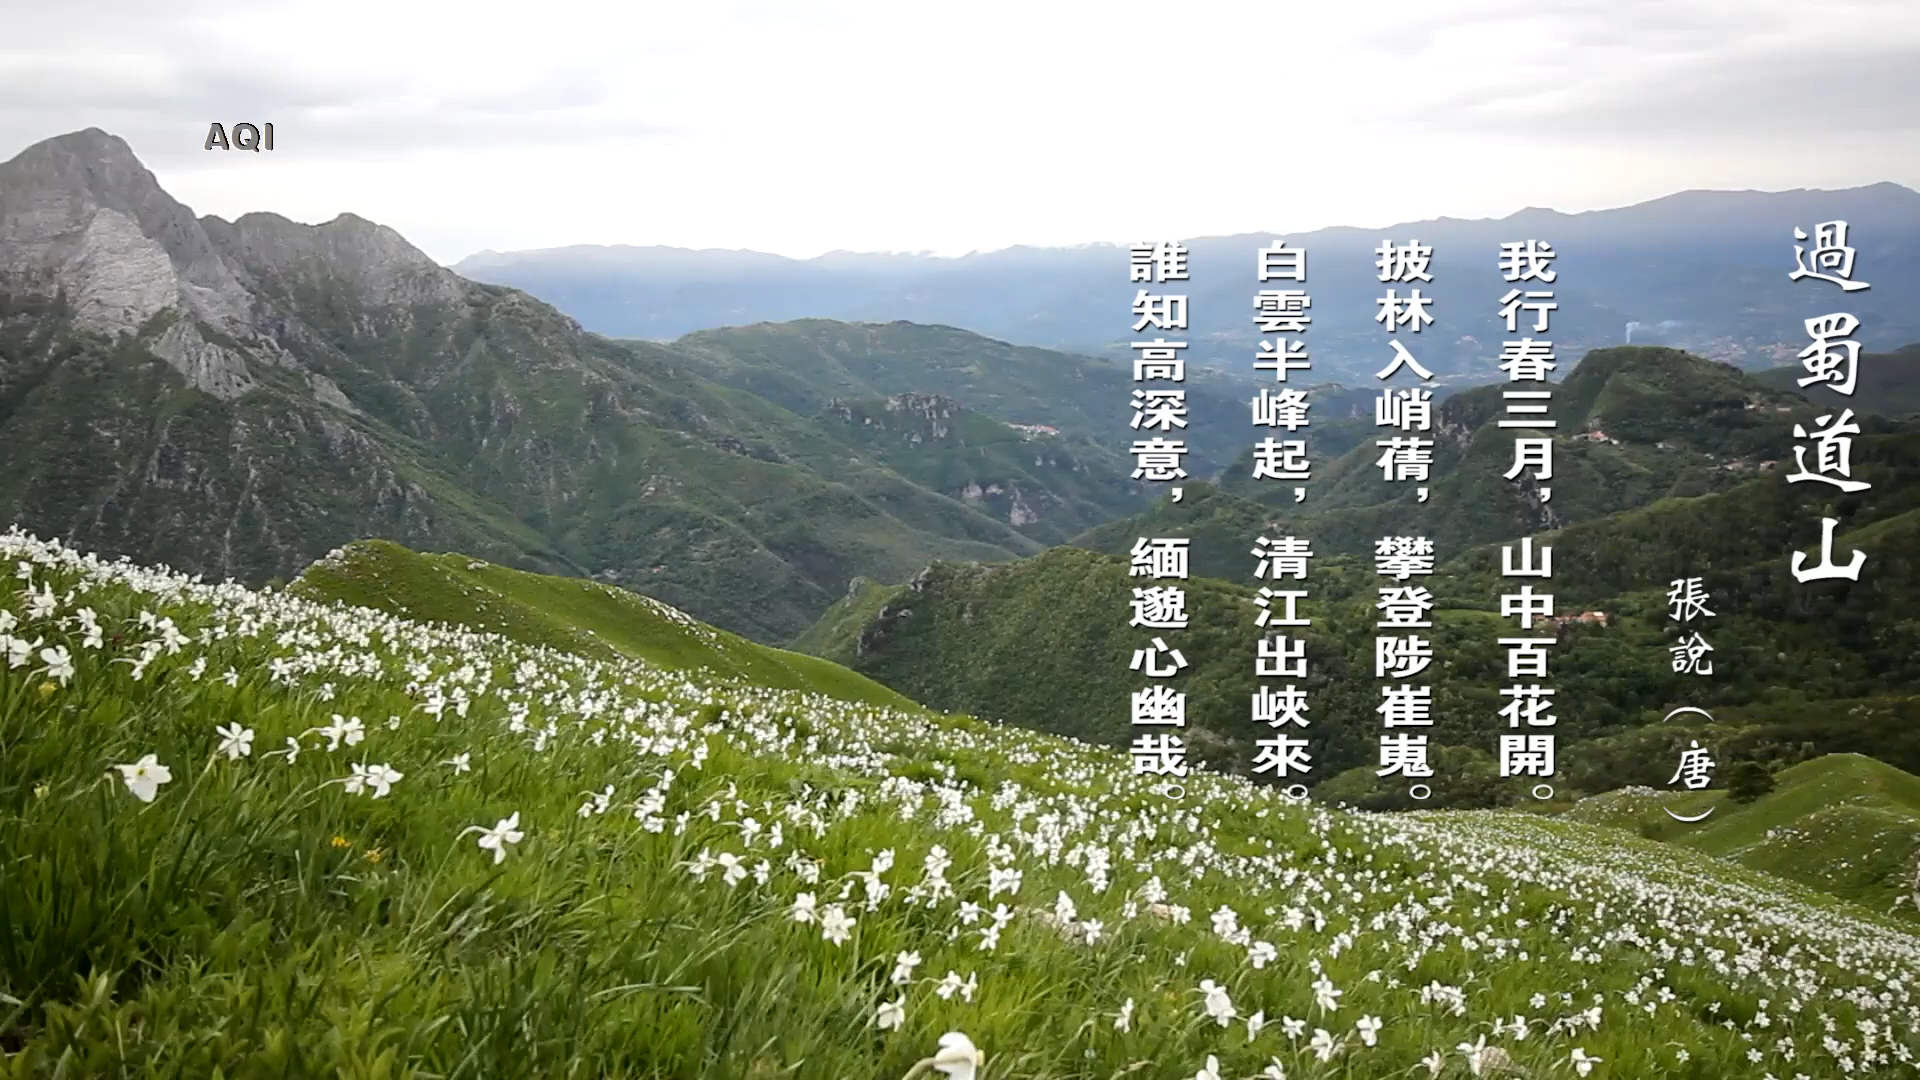 AQI
過蜀道山
張說（唐）
我行春三月，山中百花開。
披林入峭蒨，攀登陟崔嵬。
白雲半峰起，清江出峽來。
誰知高深意，緬邈心幽哉。